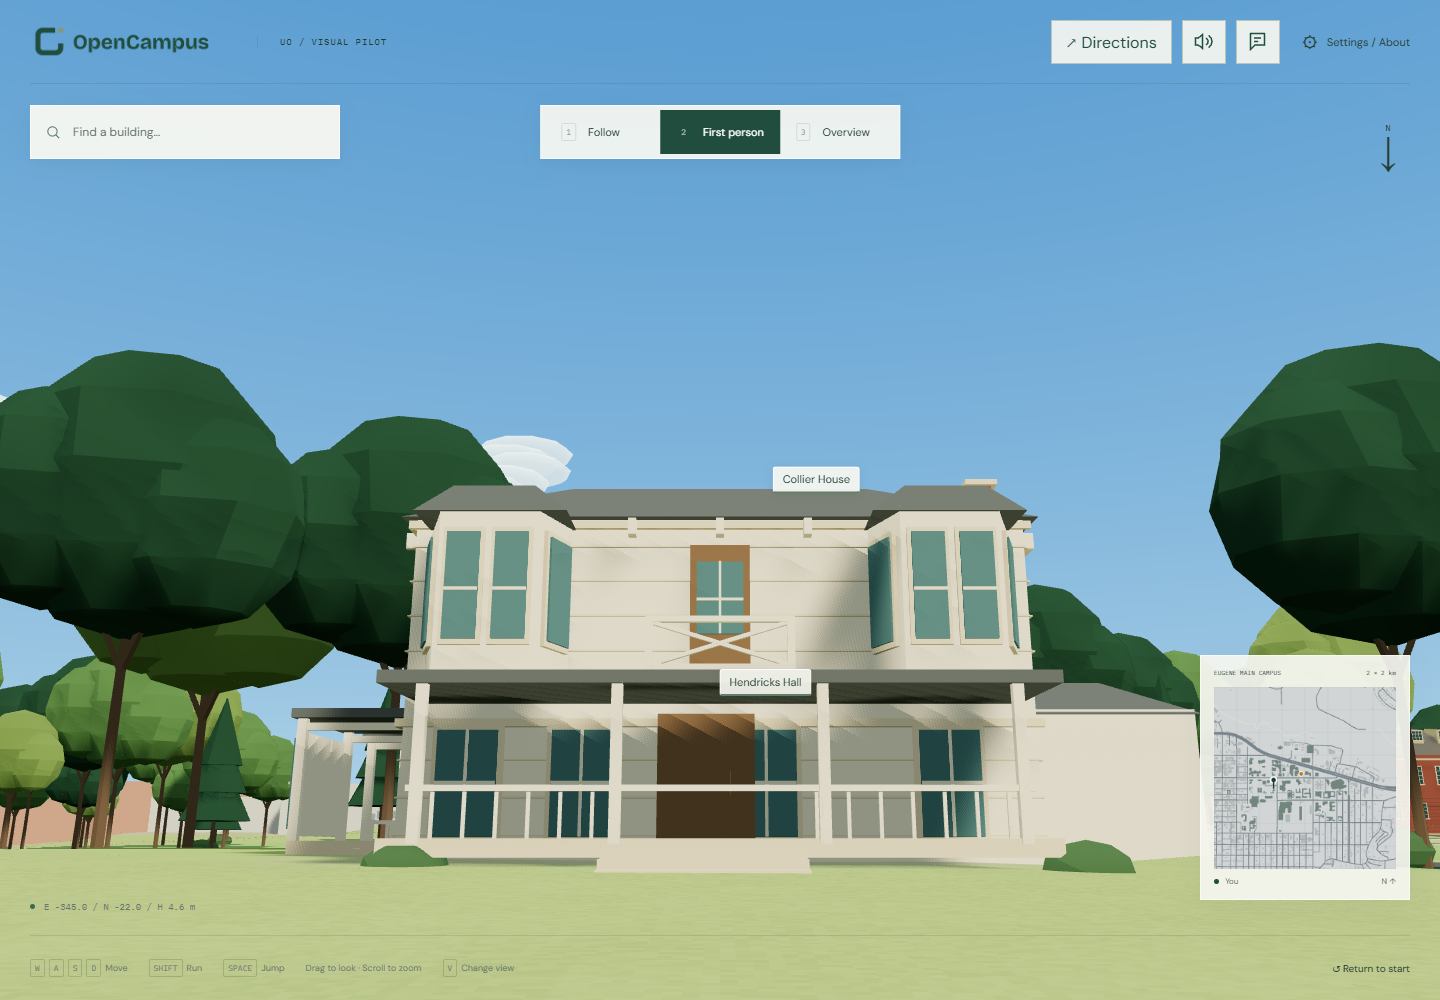 OpenCampus
UO / VISUAL PILOT
↗ Directions
Settings / About
Find a building...
1 Follow
2 First person
3 Overview
N
Collier House
Hendricks Hall
EUGENE MAIN CAMPUS
2 × 2 km
You
N ↑
E -345.0 / N -22.0 / H 4.6 m
W A S D Move
SHIFT Run
SPACE Jump
Drag to look · Scroll to zoom
V Change view
↺ Return to start